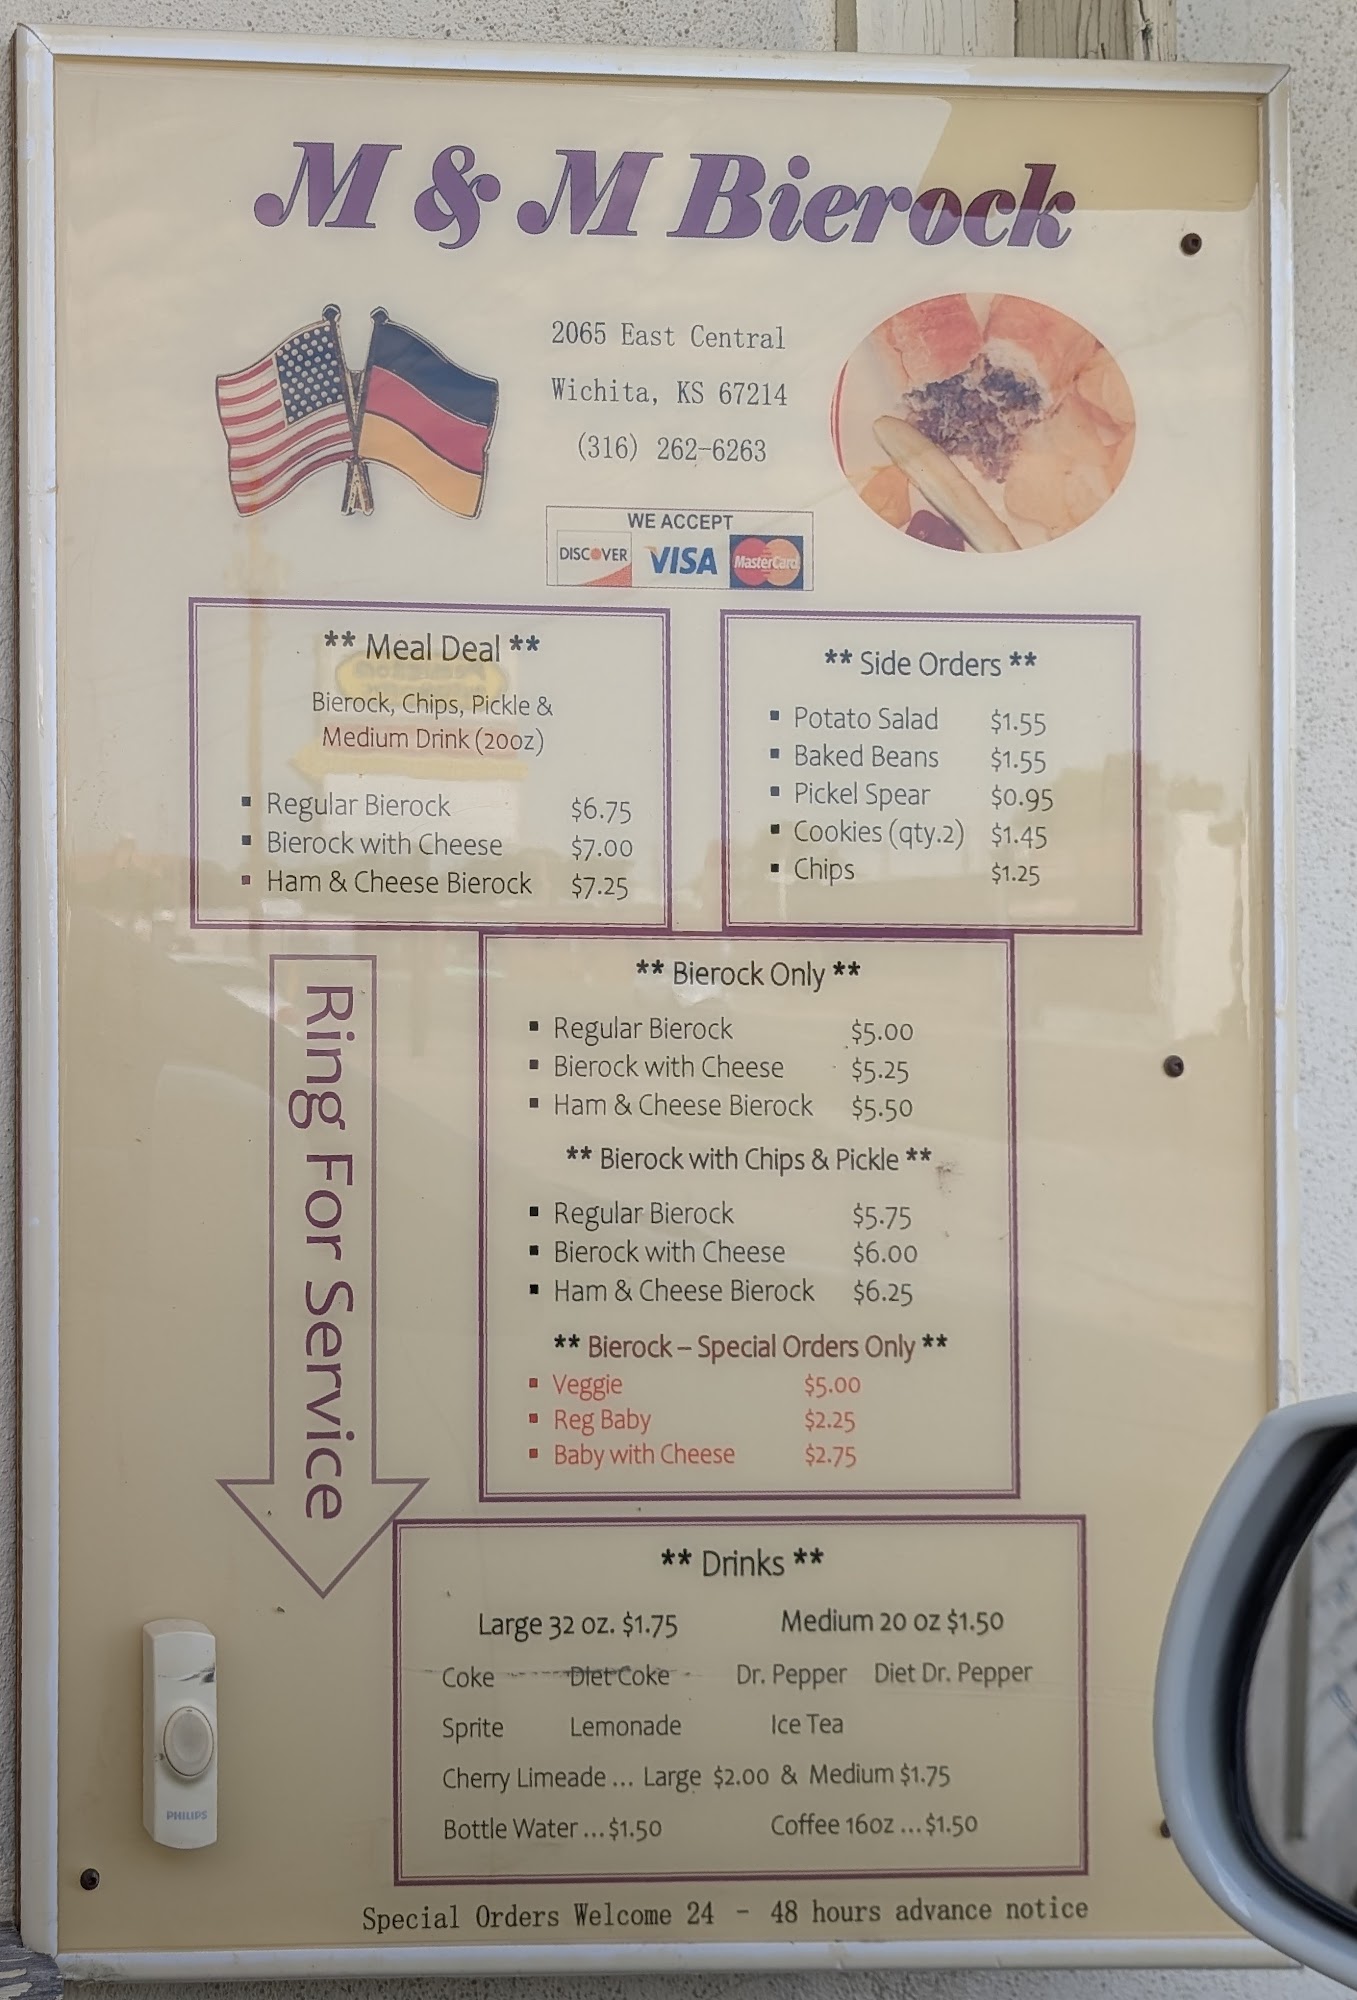 M & M Bierock
2065 East Central
Wichita, KS 67214
(316) 262-6263
WE ACCEPT
DISCOVER VISA MasterCard
** Meal Deal **
Bierock, Chips, Pickle &
Medium Drink (20oz)
▪ Regular Bierock $6.75
▪ Bierock with Cheese $7.00
▪ Ham & Cheese Bierock $7.25
** Side Orders **
▪ Potato Salad $1.55
▪ Baked Beans $1.55
▪ Pickel Spear $0.95
▪ Cookies (qty.2) $1.45
▪ Chips $1.25
Ring For Service
** Bierock Only **
▪ Regular Bierock $5.00
▪ Bierock with Cheese $5.25
▪ Ham & Cheese Bierock $5.50
** Bierock with Chips & Pickle **
▪ Regular Bierock $5.75
▪ Bierock with Cheese $6.00
▪ Ham & Cheese Bierock $6.25
** Bierock – Special Orders Only **
▪ Veggie $5.00
▪ Reg Baby $2.25
▪ Baby with Cheese $2.75
** Drinks **
Large 32 oz. $1.75 Medium 20 oz $1.50
Coke Diet Coke Dr. Pepper Diet Dr. Pepper
Sprite Lemonade Ice Tea
Cherry Limeade ... Large $2.00 & Medium $1.75
Bottle Water ... $1.50 Coffee 16oz ... $1.50
PHILIPS
Special Orders Welcome 24 - 48 hours advance notice